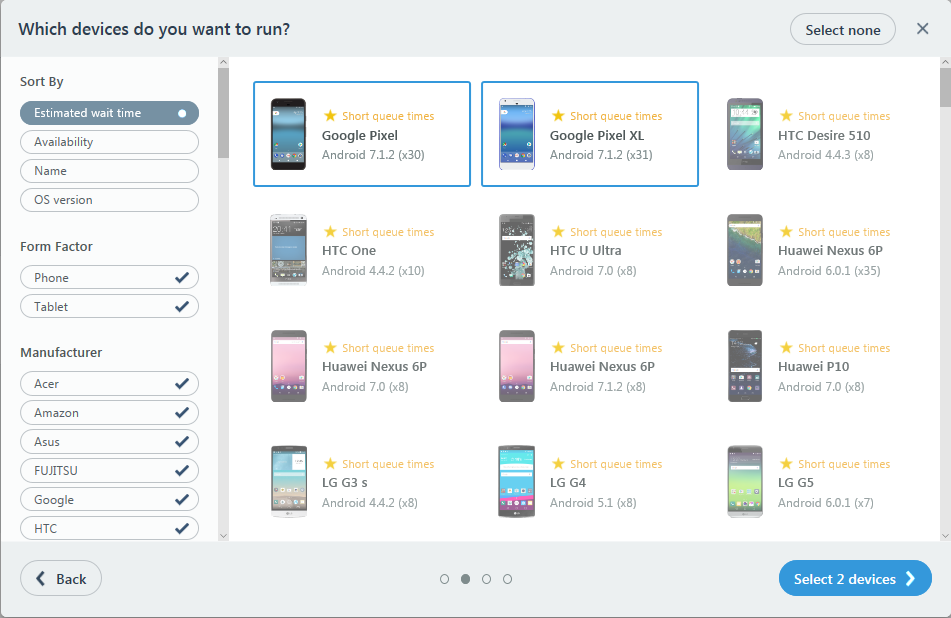 Which devices do you want to run?
Select none
Sort By
Estimated wait time
Availability
Name
OS version
Form Factor
Phone
Tablet
Manufacturer
Acer
Amazon
Asus
FUJITSU
Google
HTC
Short queue times
Google Pixel
Android 7.1.2 (x30)
Short queue times
Google Pixel XL
Android 7.1.2 (x31)
Short queue times
HTC Desire 510
Android 4.4.3 (x8)
Short queue times
HTC One
Android 4.4.2 (x10)
Short queue times
HTC U Ultra
Android 7.0 (x8)
Short queue times
Huawei Nexus 6P
Android 6.0.1 (x35)
Short queue times
Huawei Nexus 6P
Android 7.0 (x8)
Short queue times
Huawei Nexus 6P
Android 7.1.2 (x8)
Short queue times
Huawei P10
Android 7.0 (x8)
Short queue times
LG G3 s
Android 4.4.2 (x8)
Short queue times
LG G4
Android 5.1 (x8)
Short queue times
LG G5
Android 6.0.1 (x7)
Back
Select 2 devices